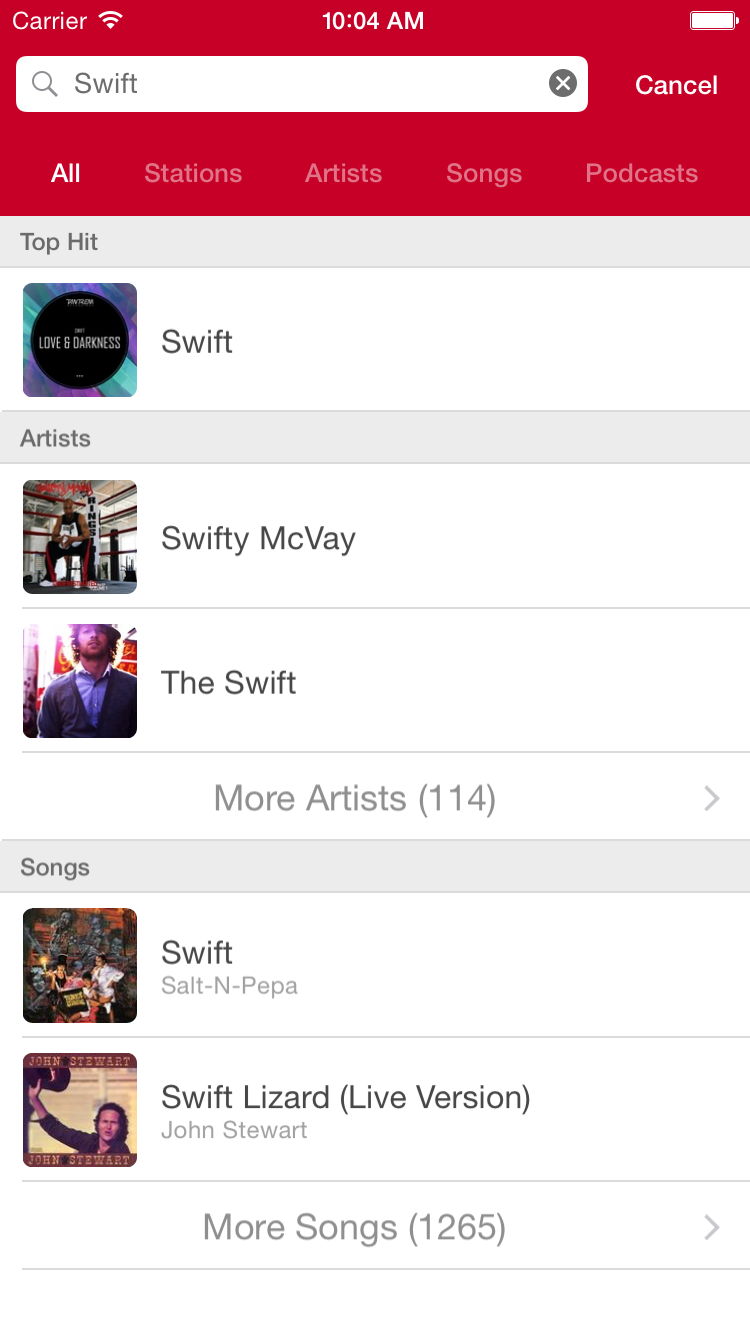 Carrier 10:04 AM
Swift Cancel
All Stations Artists Songs Podcasts
Top Hit
TANTRUM
SWIFT
LOVE & DARKNESS
Swift
Artists
RINGS
Swifty McVay
The Swift
More Artists (114)
Songs
Swift
Salt-N-Pepa
JOHN STEWART
Swift Lizard (Live Version)
John Stewart
JOHN STEWART
More Songs (1265)